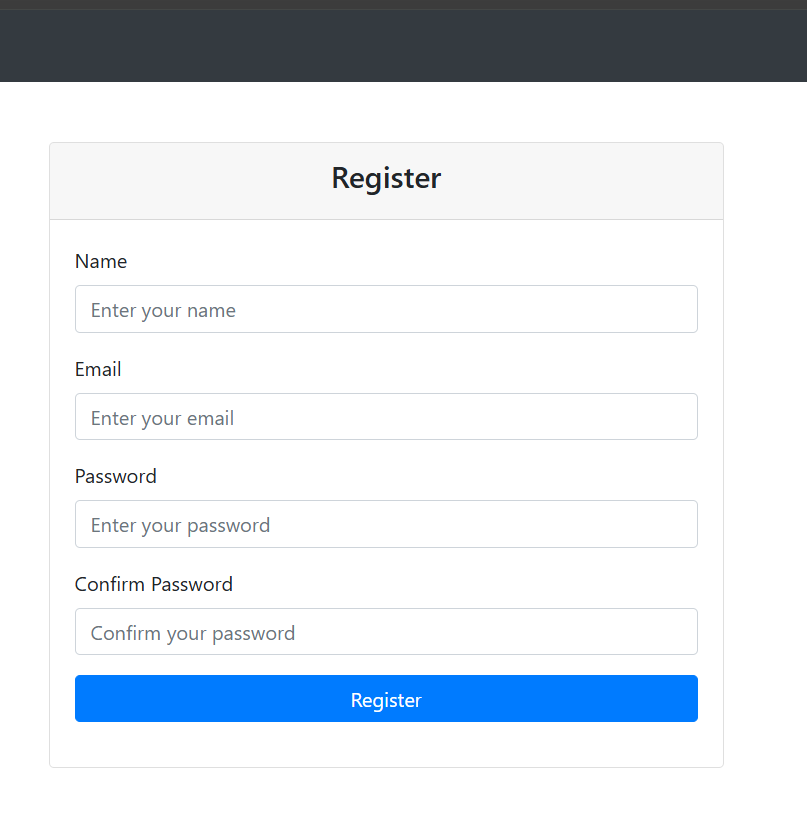 Register
Name
Enter your name
Email
Enter your email
Password
Enter your password
Confirm Password
Confirm your password
Register